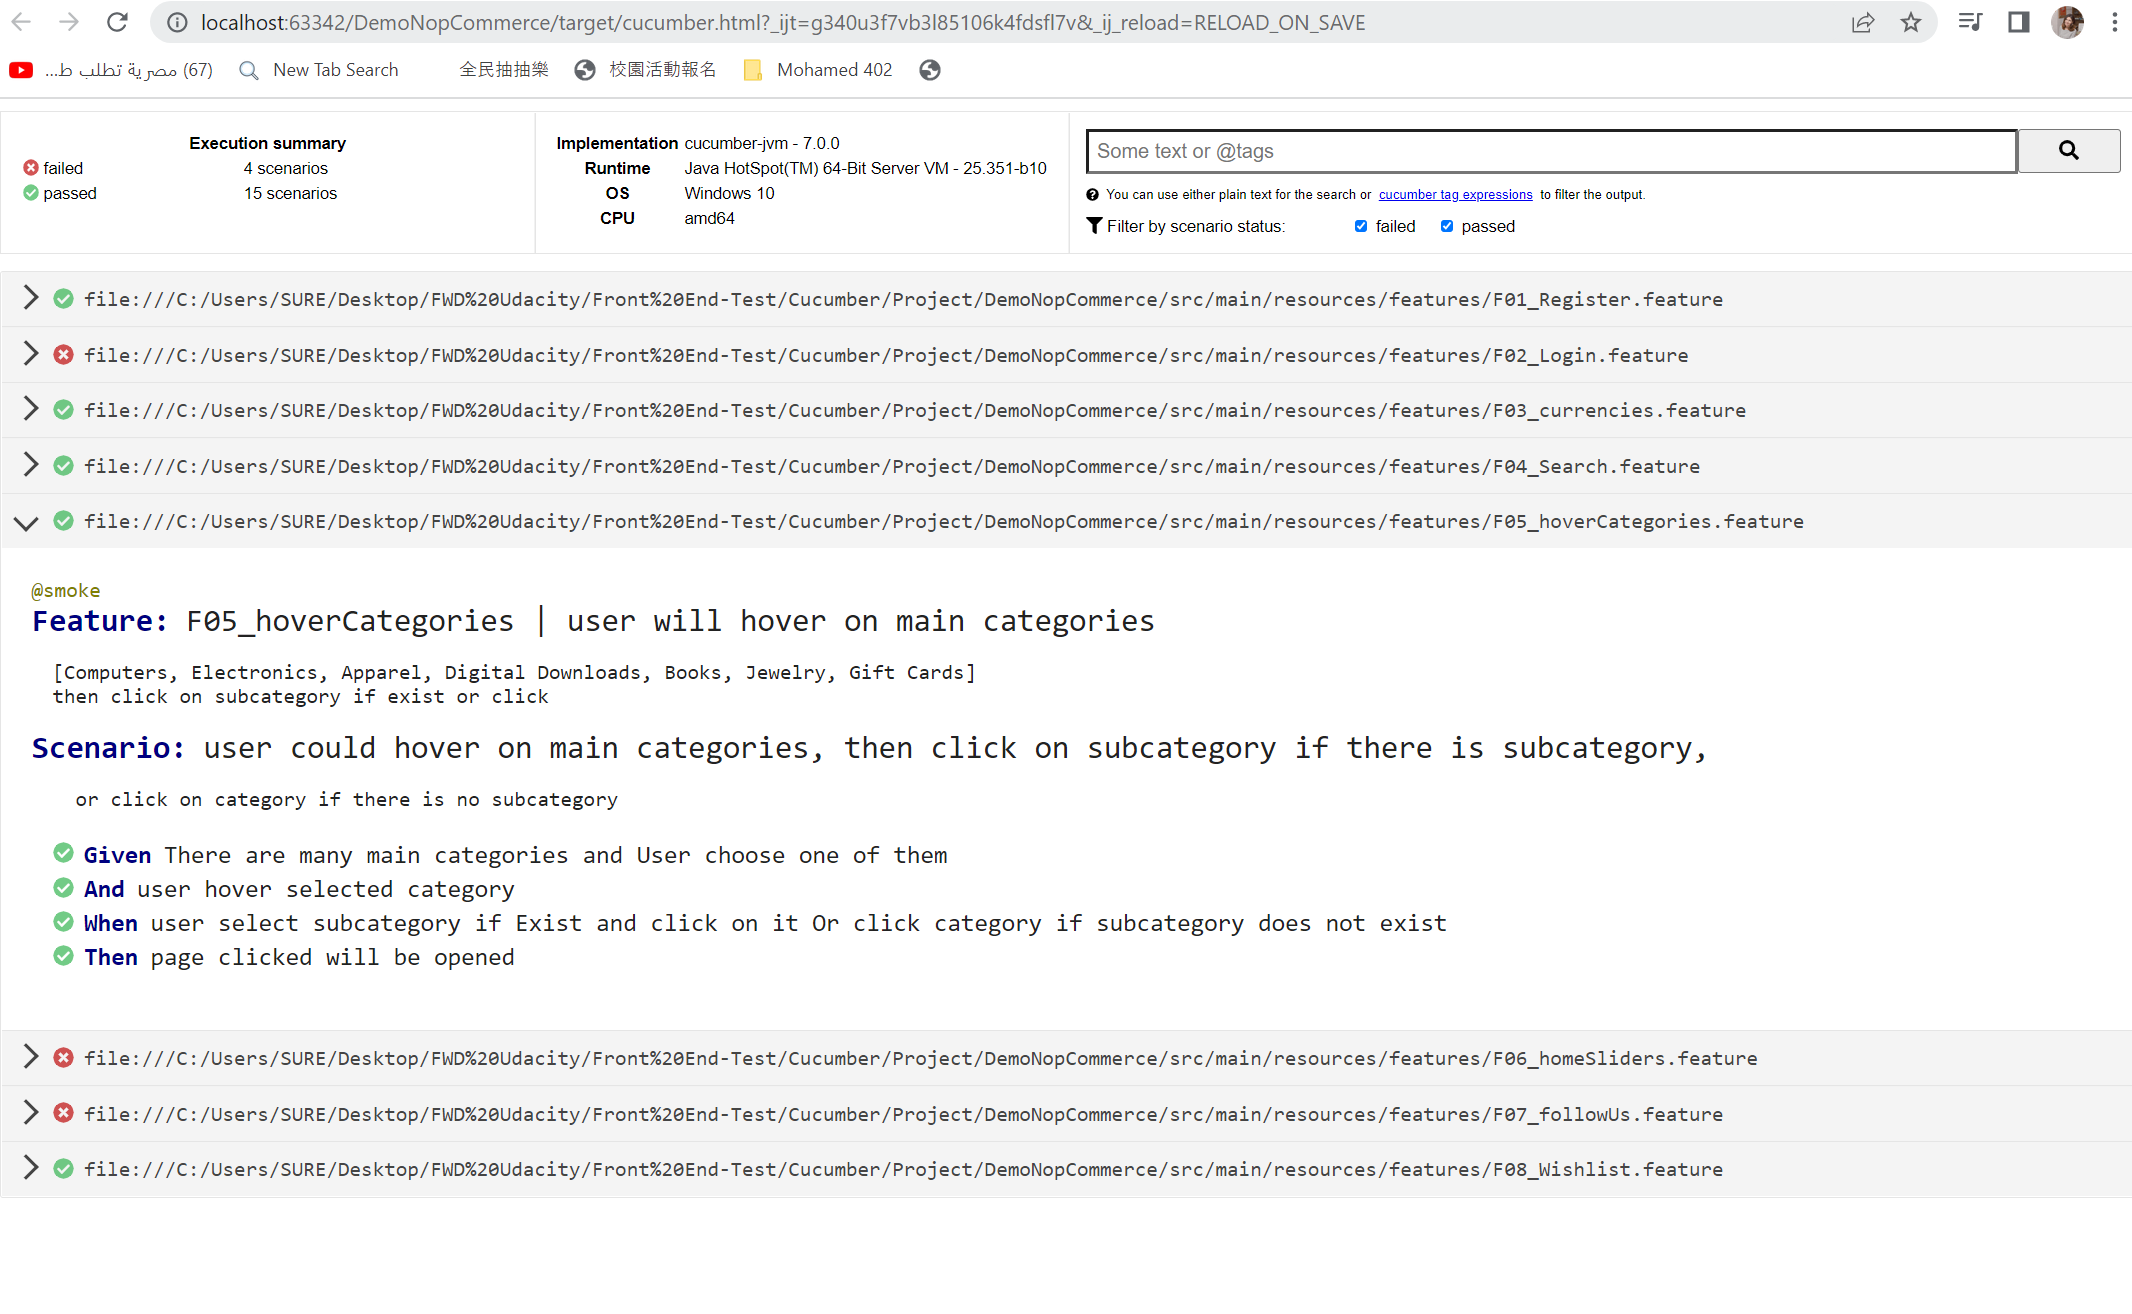 localhost:63342/DemoNopCommerce/target/cucumber.html?_ijt=g340u3f7vb3l85106k4fdsfl7v&_ij_reload=RELOAD_ON_SAVE
(67) مصرية تطلب ط... New Tab Search 全民抽抽樂 校園活動報名 Mohamed 402
Execution summary
failed 4 scenarios
passed 15 scenarios
Implementation cucumber-jvm - 7.0.0
Runtime Java HotSpot(TM) 64-Bit Server VM - 25.351-b10
OS Windows 10
CPU amd64
Some text or @tags
You can use either plain text for the search or cucumber tag expressions to filter the output.
Filter by scenario status: failed passed
file:///C:/Users/SURE/Desktop/FWD%20Udacity/Front%20End-Test/Cucumber/Project/DemoNopCommerce/src/main/resources/features/F01_Register.feature
file:///C:/Users/SURE/Desktop/FWD%20Udacity/Front%20End-Test/Cucumber/Project/DemoNopCommerce/src/main/resources/features/F02_Login.feature
file:///C:/Users/SURE/Desktop/FWD%20Udacity/Front%20End-Test/Cucumber/Project/DemoNopCommerce/src/main/resources/features/F03_currencies.feature
file:///C:/Users/SURE/Desktop/FWD%20Udacity/Front%20End-Test/Cucumber/Project/DemoNopCommerce/src/main/resources/features/F04_Search.feature
file:///C:/Users/SURE/Desktop/FWD%20Udacity/Front%20End-Test/Cucumber/Project/DemoNopCommerce/src/main/resources/features/F05_hoverCategories.feature
@smoke
Feature: F05_hoverCategories | user will hover on main categories
[Computers, Electronics, Apparel, Digital Downloads, Books, Jewelry, Gift Cards]
then click on subcategory if exist or click
Scenario: user could hover on main categories, then click on subcategory if there is subcategory,
or click on category if there is no subcategory
Given There are many main categories and User choose one of them
And user hover selected category
When user select subcategory if Exist and click on it Or click category if subcategory does not exist
Then page clicked will be opened
file:///C:/Users/SURE/Desktop/FWD%20Udacity/Front%20End-Test/Cucumber/Project/DemoNopCommerce/src/main/resources/features/F06_homeSliders.feature
file:///C:/Users/SURE/Desktop/FWD%20Udacity/Front%20End-Test/Cucumber/Project/DemoNopCommerce/src/main/resources/features/F07_followUs.feature
file:///C:/Users/SURE/Desktop/FWD%20Udacity/Front%20End-Test/Cucumber/Project/DemoNopCommerce/src/main/resources/features/F08_Wishlist.feature